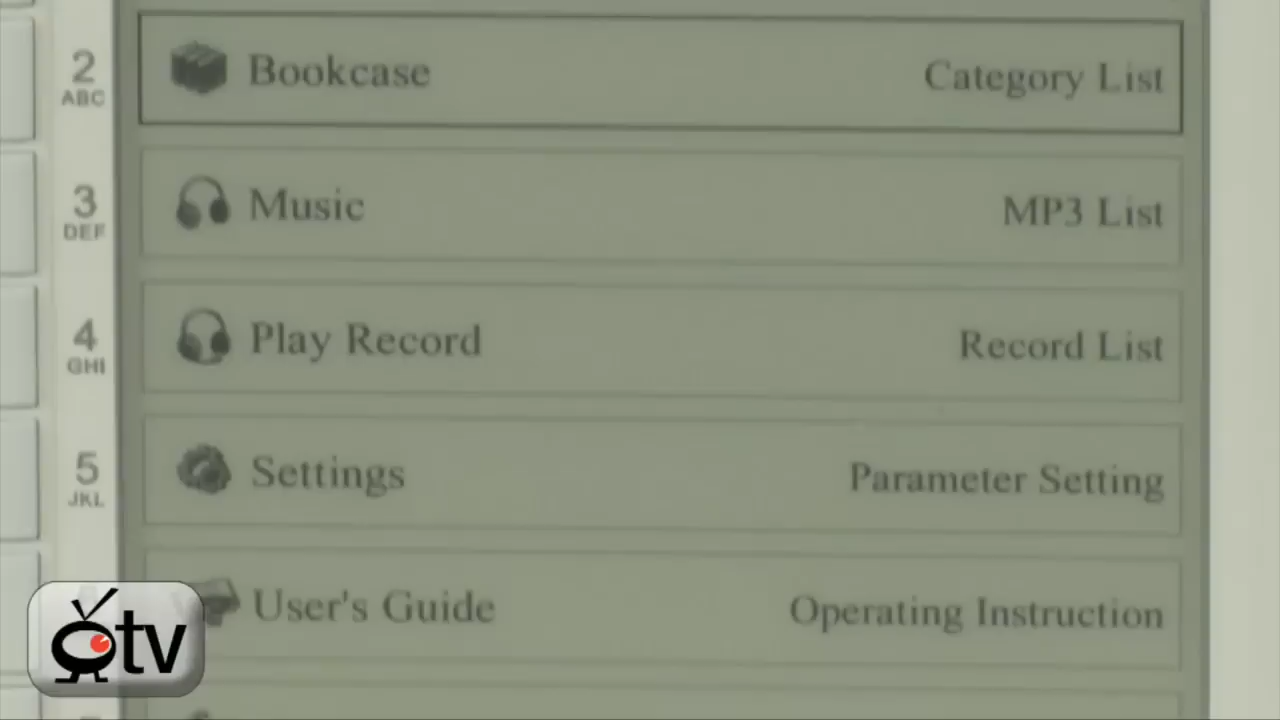 2 Bookcase Category List
ABC
3 Music MP3 List
DEF
4 Play Record Record List
GHI
5 Settings Parameter Setting
JKL
User's Guide Operating Instruction
tv